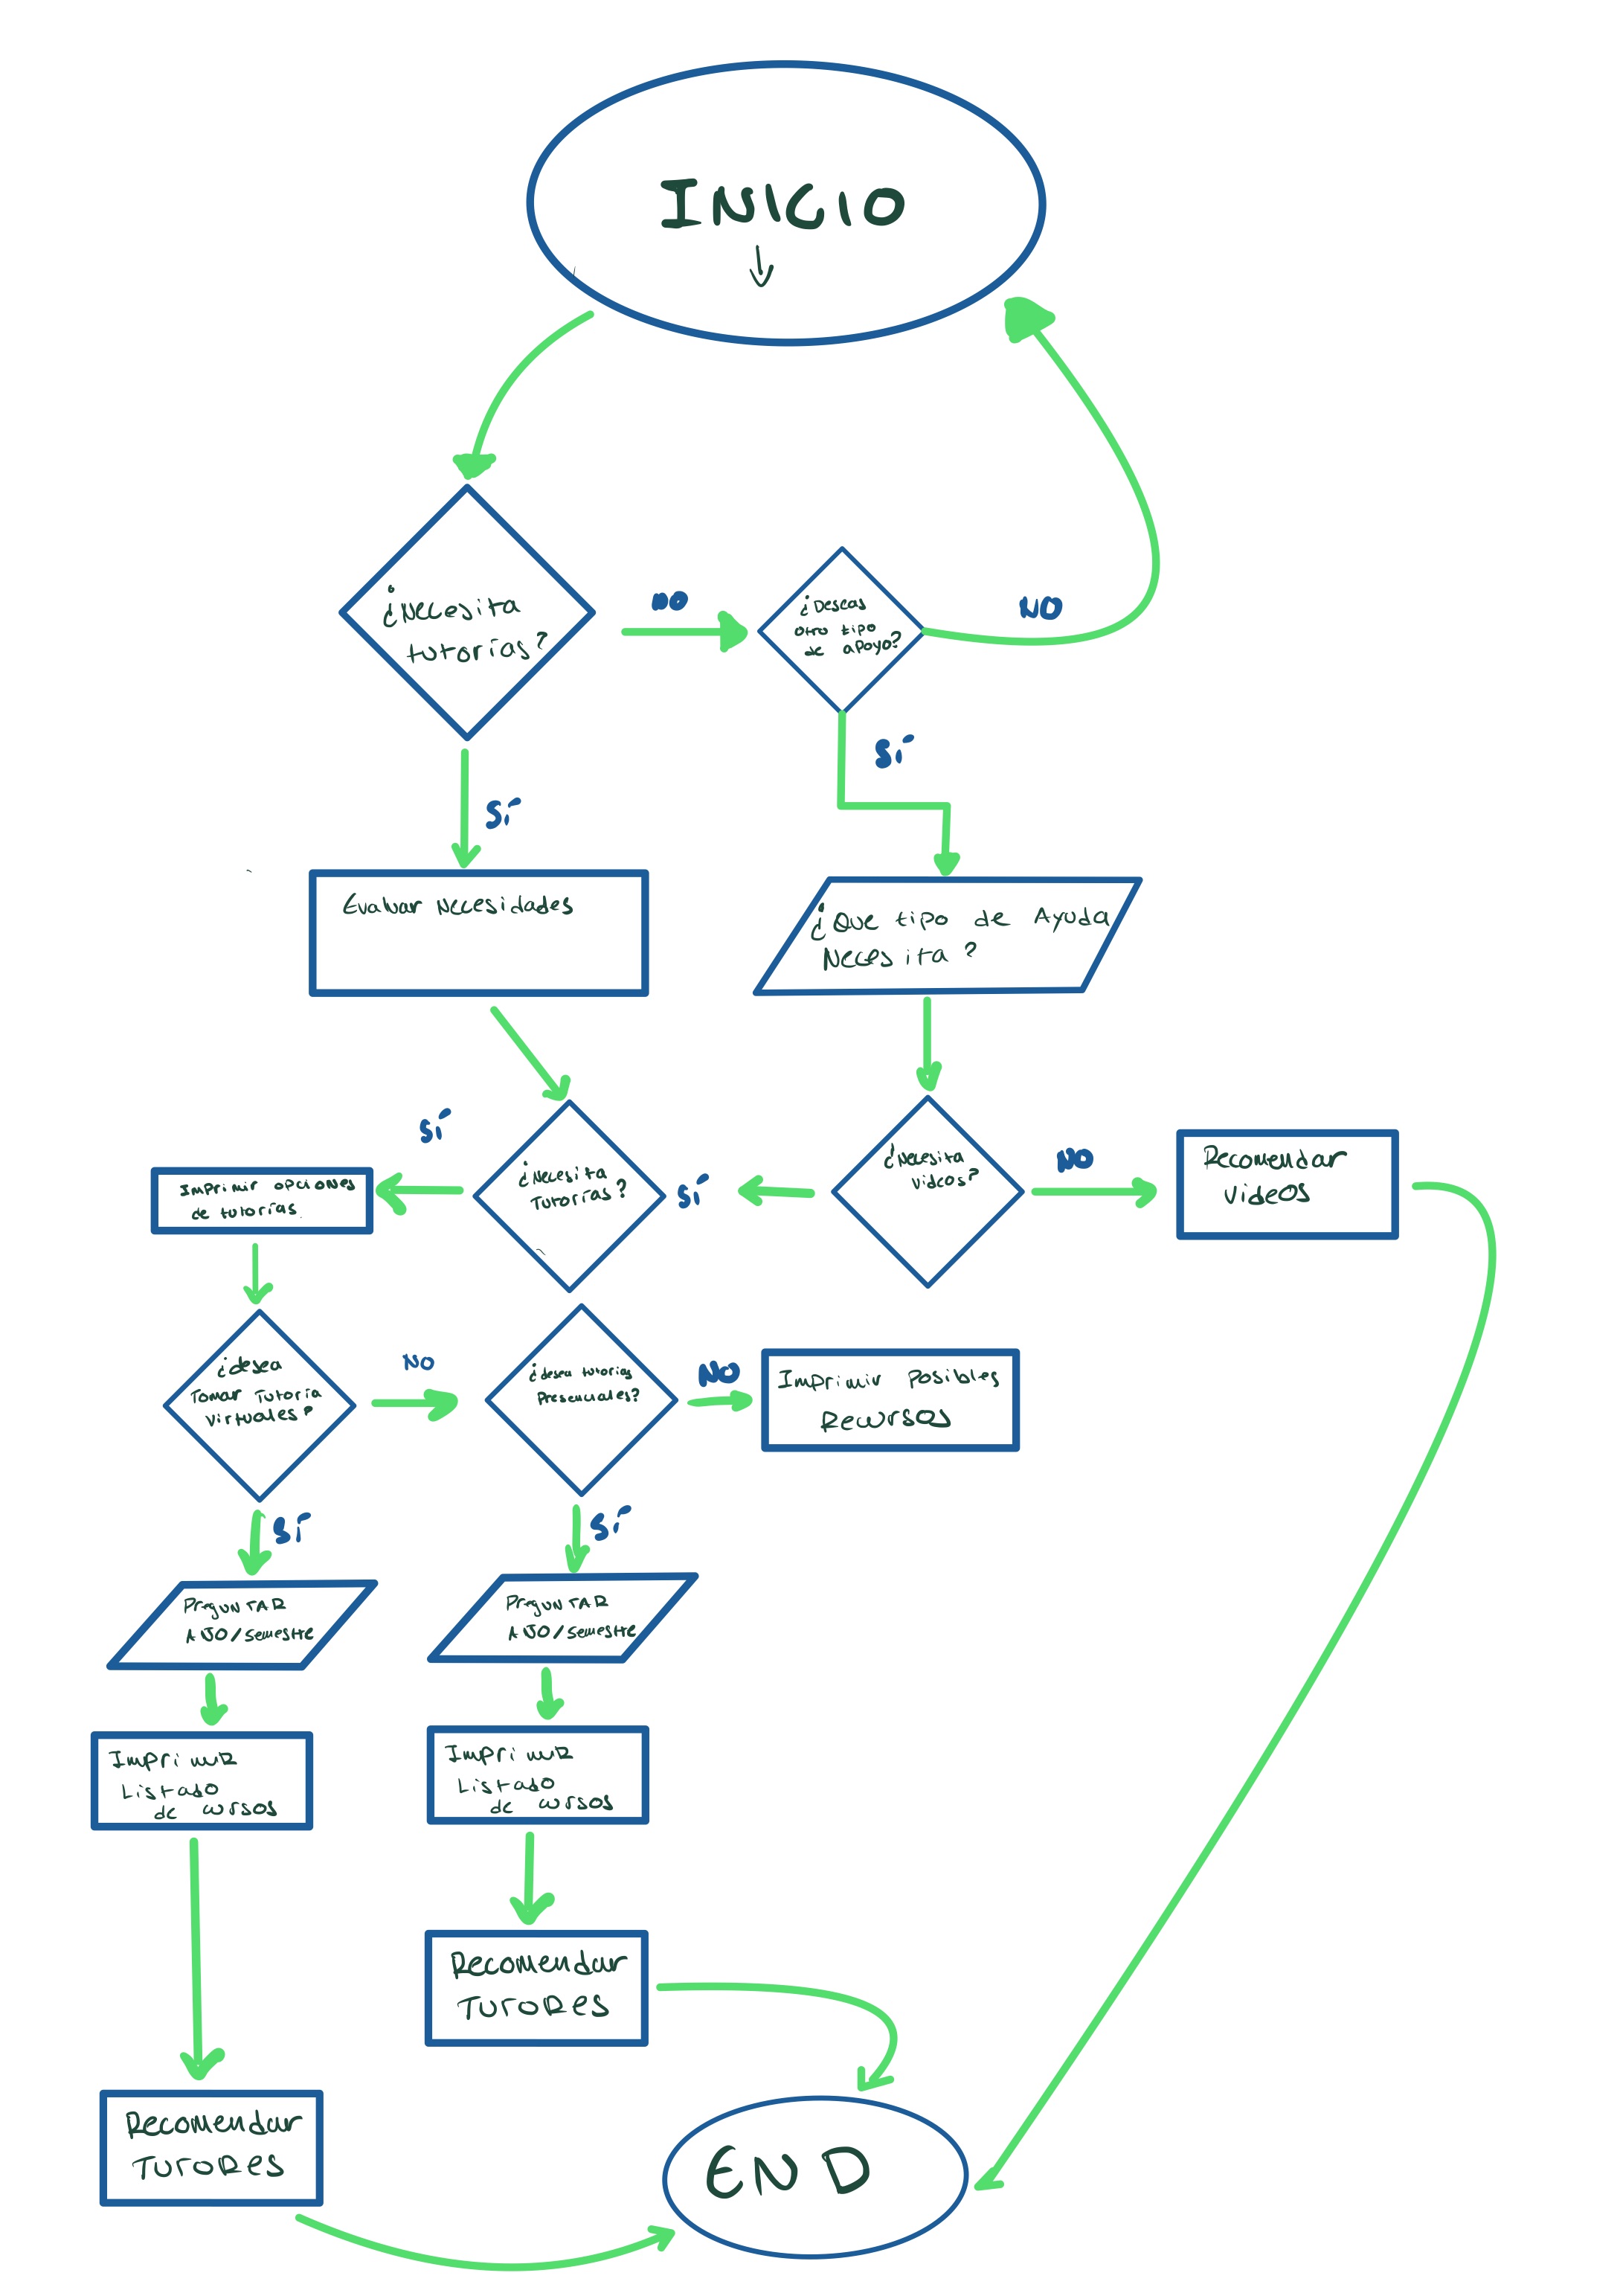 INICIO
¿Necesita
tutorías?
NO
¿Deseas
otro tipo
de apoyo?
NO
SÍ
SÍ
Evaluar Necesidades
¿Que tipo de Ayuda
Necesita?
SÍ
¿Necesita
Tutorías?
SÍ
¿Necesita
videos?
NO
Recomendar
videos
Imprimir opciones
de tutorías.
¿desea
Tomar Tutoria
virtuales?
NO
¿desea tutorias
Presenciales?
NO
Imprimir Posibles
Recursos
SÍ
SÍ
PreguntAR
AÑO/semestre
PreguntAR
AÑO/semestre
ImprimiR
Listado
de cursos
ImprimiR
Listado
de cursos
Recomendar
TutoRes
Recomendar
TutoRes
END